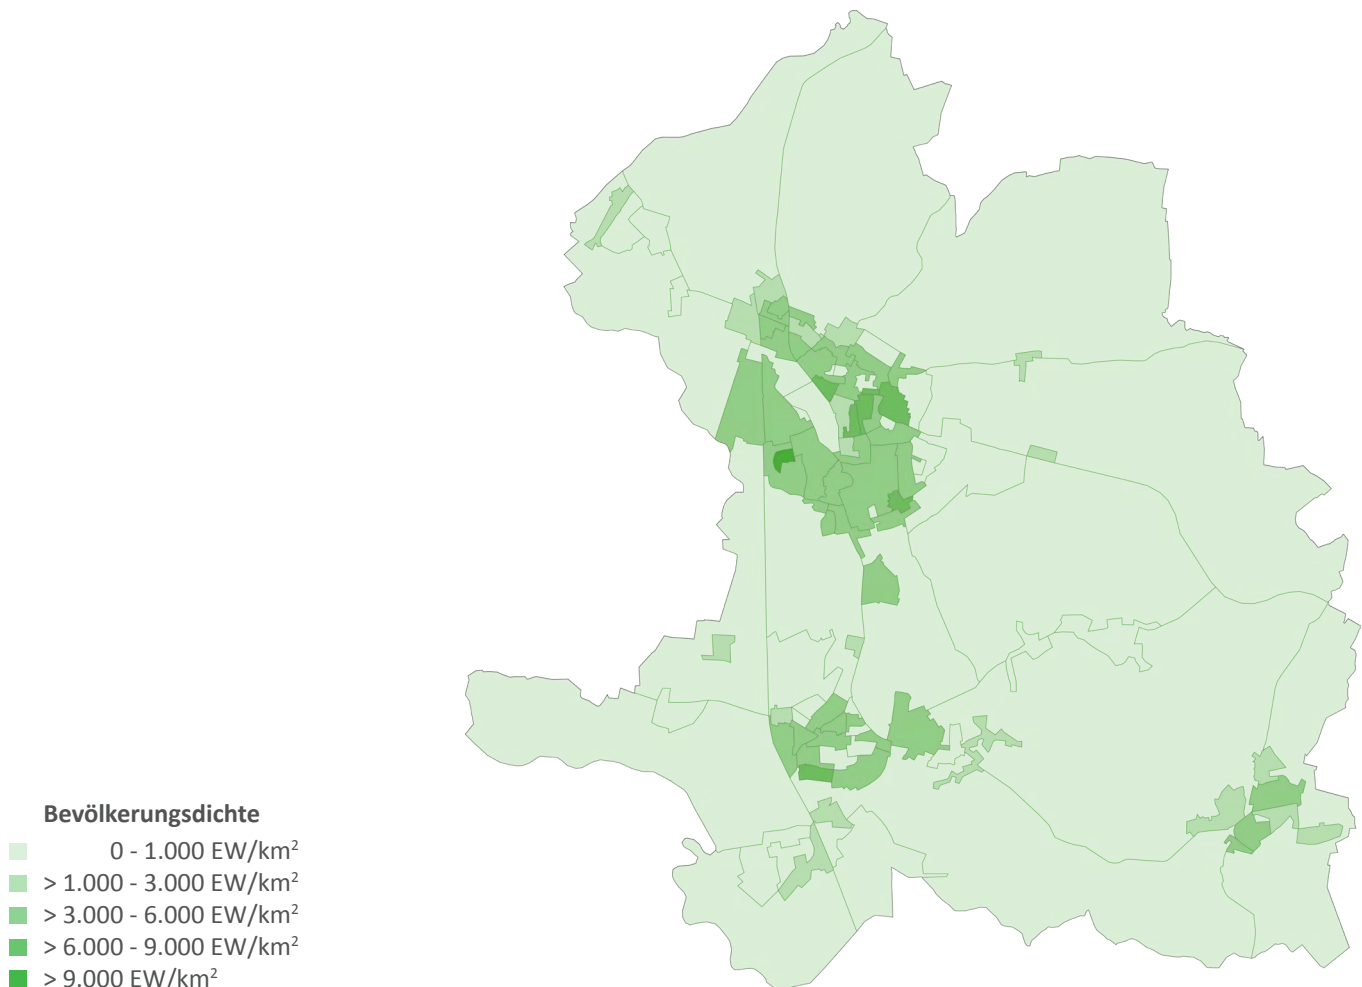 Bevölkerungsdichte
0 - 1.000 EW/km²
> 1.000 - 3.000 EW/km²
> 3.000 - 6.000 EW/km²
> 6.000 - 9.000 EW/km²
> 9.000 EW/km²